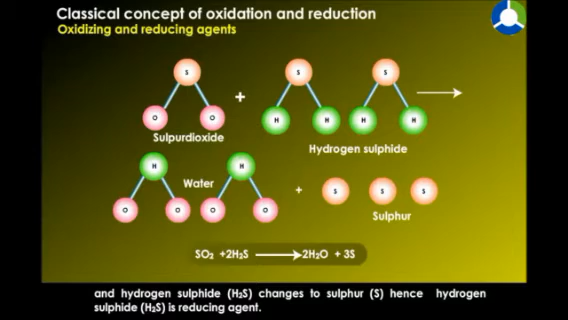 Classical concept of oxidation and reduction
Oxidizing and reducing agents
S S S
+
O O H H H H
Sulpurdioxide
Hydrogen sulphide
H H
Water
+ S S S
O O O O
Sulphur
SO₂ +2H₂S ⟶2H₂O + 3S
and hydrogen sulphide (H₂S) changes to sulphur (S) hence hydrogen
sulphide (H₂S) is reducing agent.